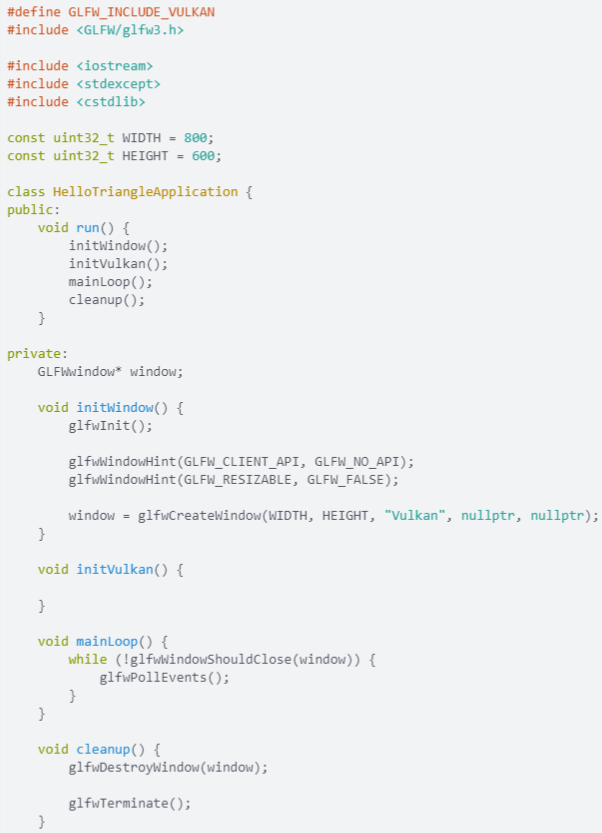 #define GLFW_INCLUDE_VULKAN
#include <GLFW/glfw3.h>

#include <iostream>
#include <stdexcept>
#include <cstdlib>

const uint32_t WIDTH = 800;
const uint32_t HEIGHT = 600;

class HelloTriangleApplication {
public:
    void run() {
        initWindow();
        initVulkan();
        mainLoop();
        cleanup();
    }

private:
    GLFWwindow* window;

    void initWindow() {
        glfwInit();

        glfwWindowHint(GLFW_CLIENT_API, GLFW_NO_API);
        glfwWindowHint(GLFW_RESIZABLE, GLFW_FALSE);

        window = glfwCreateWindow(WIDTH, HEIGHT, "Vulkan", nullptr, nullptr);
    }

    void initVulkan() {

    }

    void mainLoop() {
        while (!glfwWindowShouldClose(window)) {
            glfwPollEvents();
        }
    }

    void cleanup() {
        glfwDestroyWindow(window);

        glfwTerminate();
    }